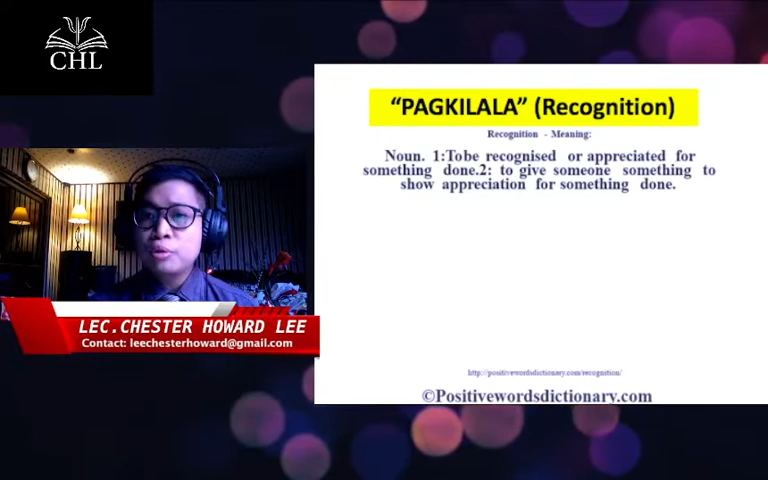 CHL
“PAGKILALA” (Recognition)
Recognition - Meaning:
Noun. 1:Tobe recognised or appreciated for
something done.2: to give someone something to
show appreciation for something done.
http://positivewordsdictionary.com/recognition/
©Positivewordsdictionary.com
LEC.CHESTER HOWARD LEE
Contact: leechesterhoward@gmail.com